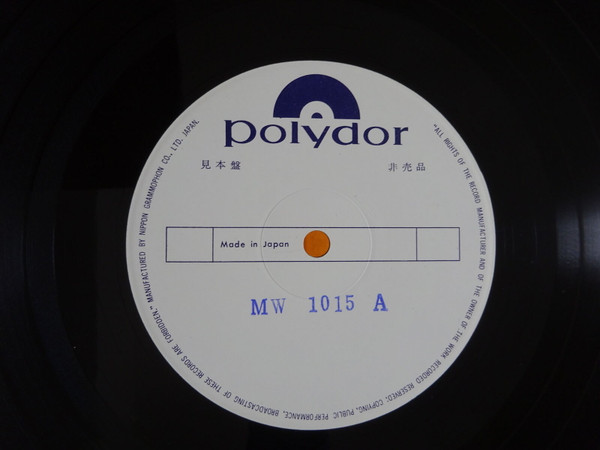 polydor
見本盤
非売品
Made in Japan
MW 1015 A
"ALL RIGHTS OF THE RECORD MANUFACTURER AND OF THE OWNER OF THE WORK RECORDED RESERVED; COPYING, PUBLIC PERFORMANCE, BROADCASTING OF THESE RECORDS ARE FORBIDDEN." MANUFACTURED BY NIPPON GRAMMOPHON CO., LTD. JAPAN.